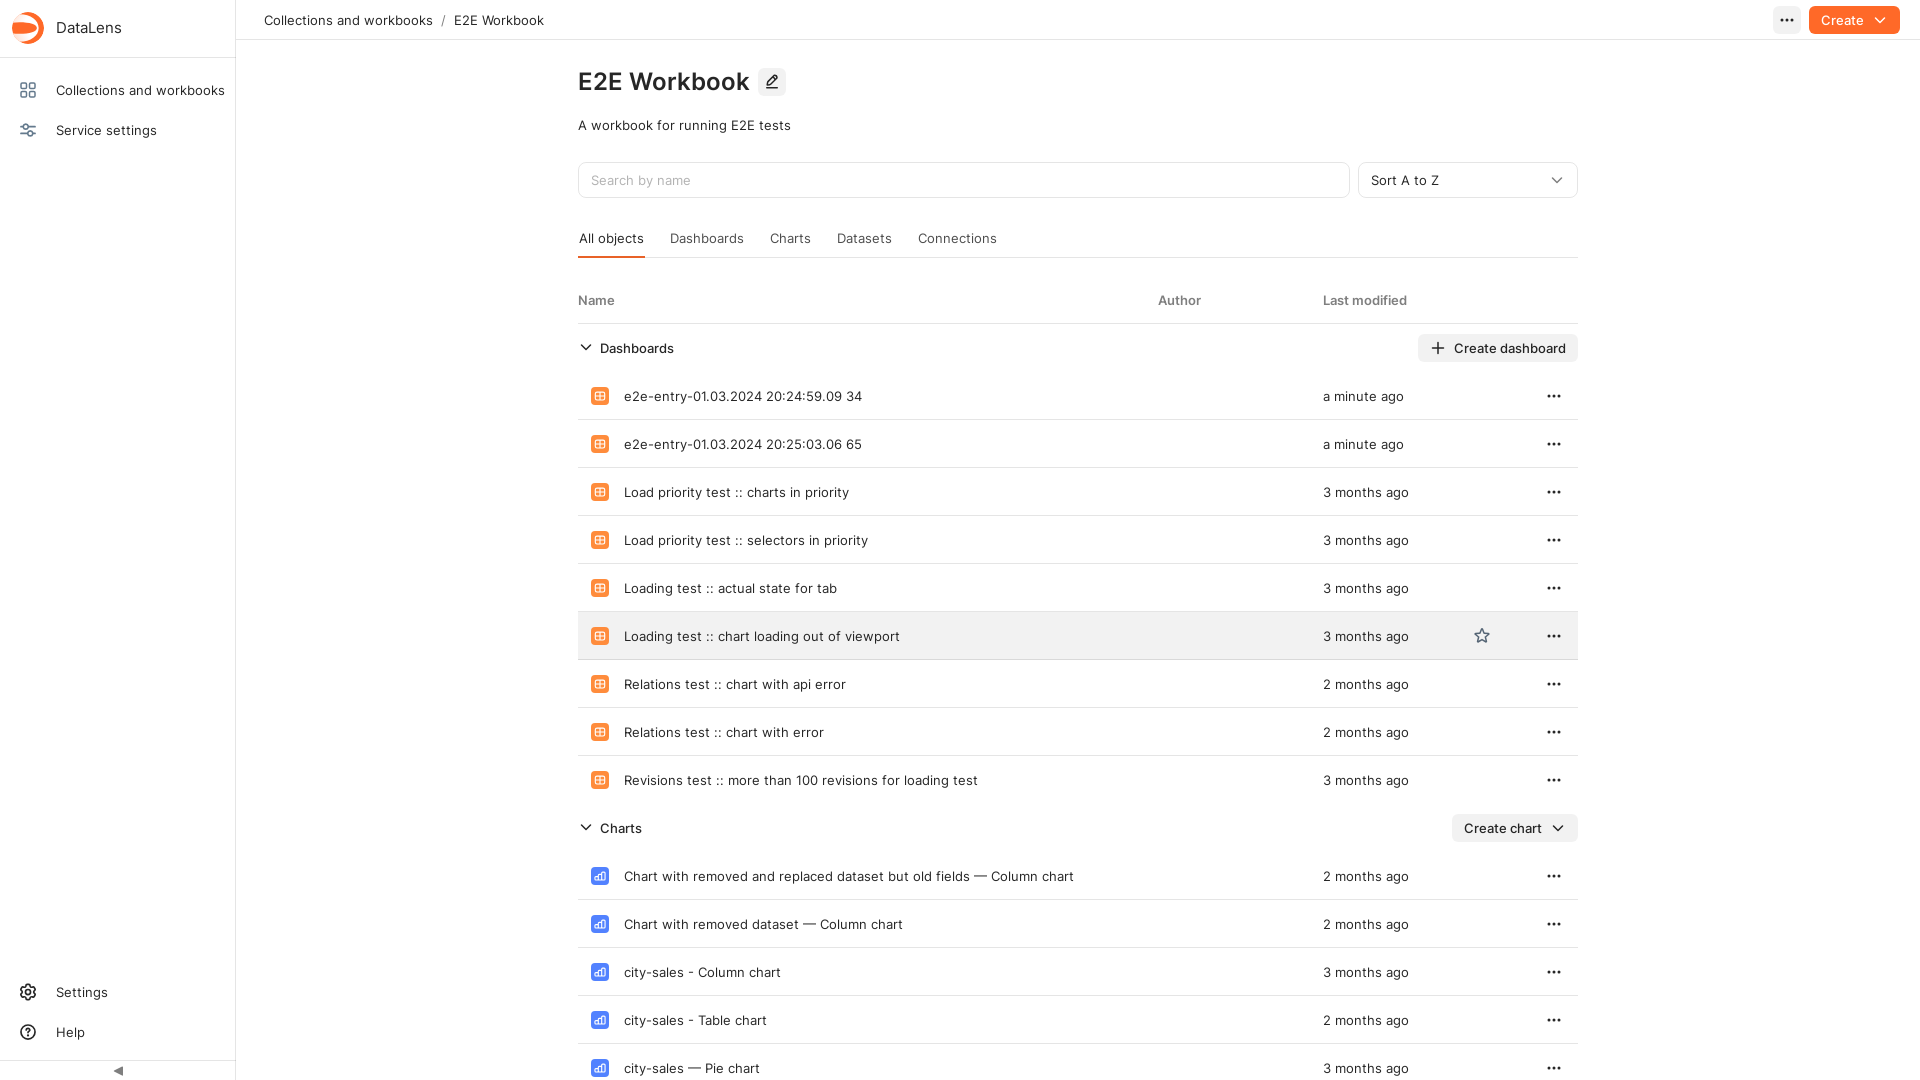 DataLens
Collections and workbooks / E2E Workbook
Create
Collections and workbooks
Service settings
E2E Workbook
A workbook for running E2E tests
Search by name
Sort A to Z
All objects Dashboards Charts Datasets Connections
Name Author Last modified
Dashboards Create dashboard
e2e-entry-01.03.2024 20:24:59.09 34 a minute ago
e2e-entry-01.03.2024 20:25:03.06 65 a minute ago
Load priority test :: charts in priority 3 months ago
Load priority test :: selectors in priority 3 months ago
Loading test :: actual state for tab 3 months ago
Loading test :: chart loading out of viewport 3 months ago
Relations test :: chart with api error 2 months ago
Relations test :: chart with error 2 months ago
Revisions test :: more than 100 revisions for loading test 3 months ago
Charts Create chart
Chart with removed and replaced dataset but old fields — Column chart 2 months ago
Chart with removed dataset — Column chart 2 months ago
city-sales - Column chart 3 months ago
city-sales - Table chart 2 months ago
city-sales — Pie chart 3 months ago
Settings
Help